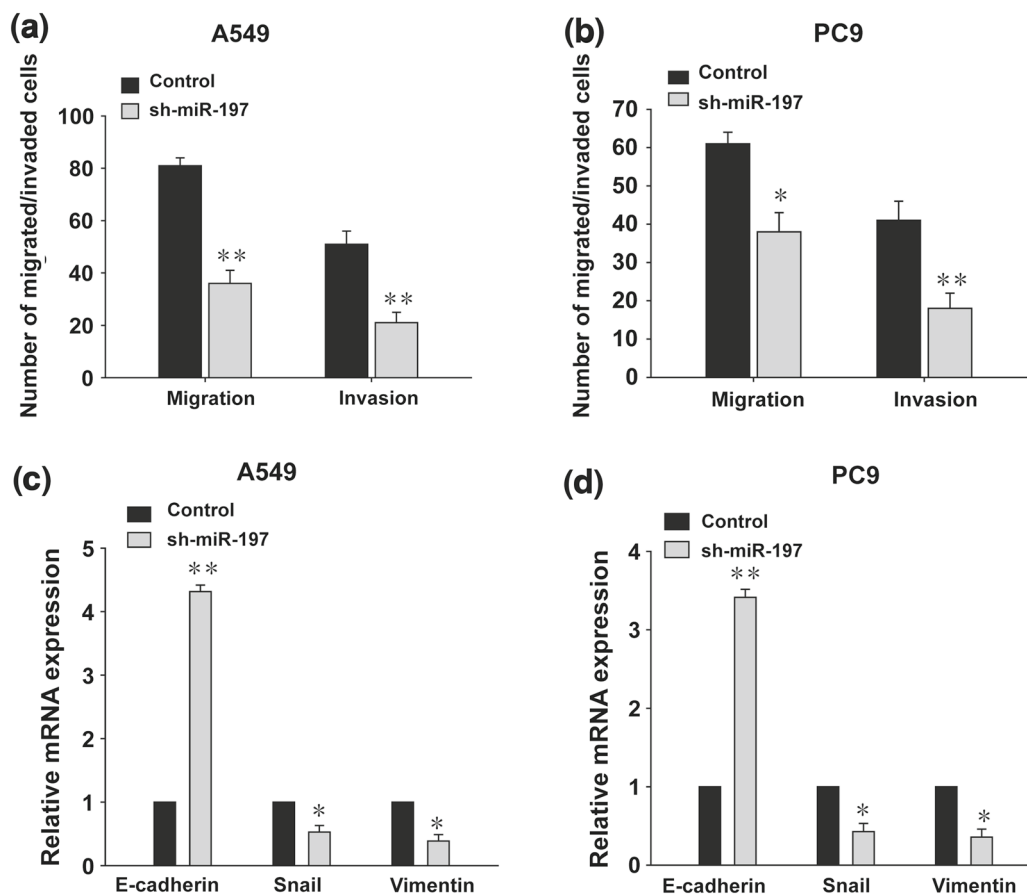 (a)
A549
Control
sh-miR-197
Number of migrated/invaded cells
100
80
60
40
20
0
**
**
Migration
Invasion
(b)
PC9
Control
sh-miR-197
Number of migrated/invaded cells
70
60
50
40
30
20
10
0
*
**
Migration
Invasion
(c)
A549
Control
sh-miR-197
Relative mRNA expression
5
4
3
2
1
0
**
*
*
E-cadherin
Snail
Vimentin
(d)
PC9
Control
sh-miR-197
Relative mRNA expression
4
3
2
1
0
**
*
*
E-cadherin
Snail
Vimentin